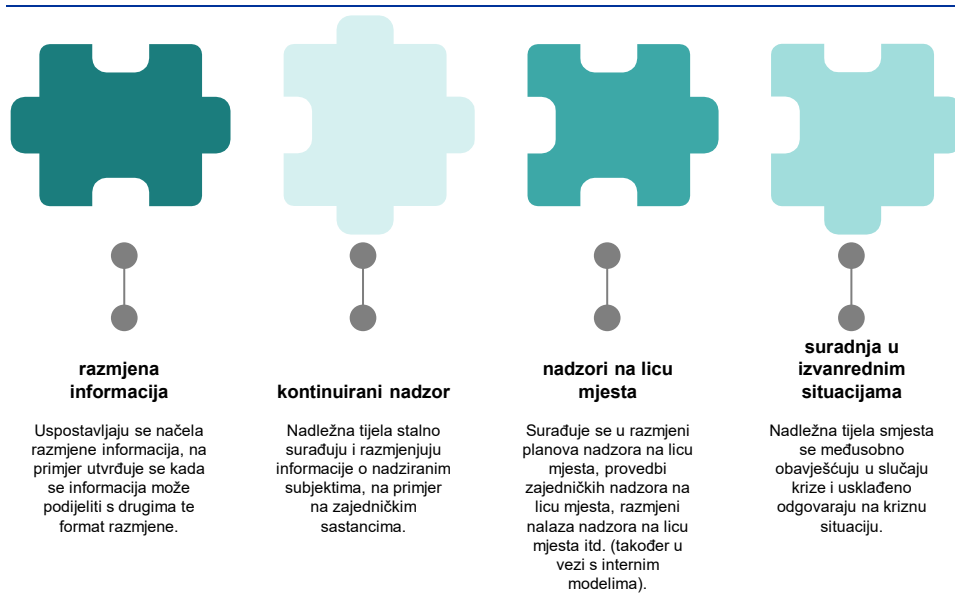 razmjena
informacija
Uspostavljaju se načela
razmjene informacija, na
primjer utvrđuje se kada
se informacija može
podijeliti s drugima te
format razmjene.
kontinuirani nadzor
Nadležna tijela stalno
surađuju i razmjenjuju
informacije o nadziranim
subjektima, na primjer
na zajedničkim
sastancima.
nadzori na licu
mjesta
Surađuje se u razmjeni
planova nadzora na licu
mjesta, provedbi
zajedničkih nadzora na
licu mjesta, razmjeni
nalaza nadzora na licu
mjesta itd. (također u
vezi s internim
modelima).
suradnja u
izvanrednim
situacijama
Nadležna tijela smjesta
se međusobno
obavješćuju u slučaju
krize i usklađeno
odgovaraju na kriznu
situaciju.